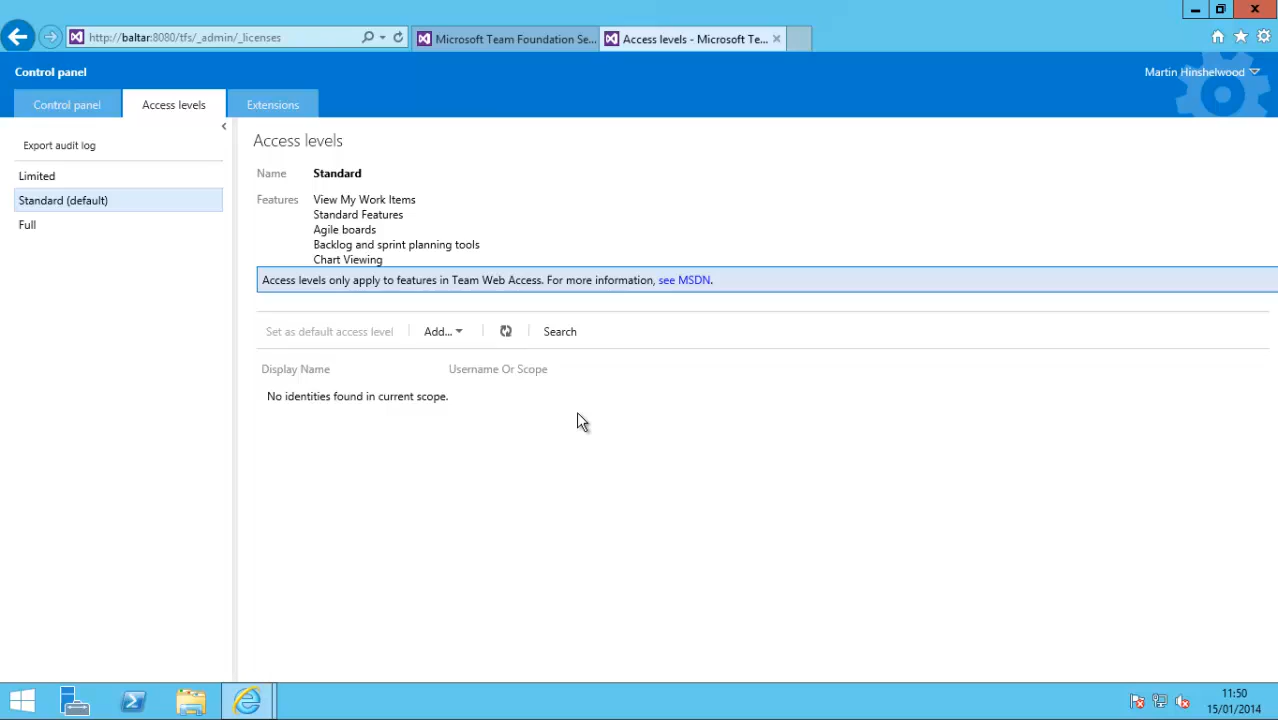 http://baltar:8080/tfs/_admin/_licenses
Microsoft Team Foundation Se...
Access levels - Microsoft Te...
Control panel
Martin Hinshelwood
Control panel
Access levels
Extensions
Export audit log
Limited
Standard (default)
Full
Access levels
Name Standard
Features View My Work Items
Standard Features
Agile boards
Backlog and sprint planning tools
Chart Viewing
Access levels only apply to features in Team Web Access. For more information, see MSDN.
Set as default access level
Add...
Search
Display Name
Username Or Scope
No identities found in current scope.
11:50
15/01/2014